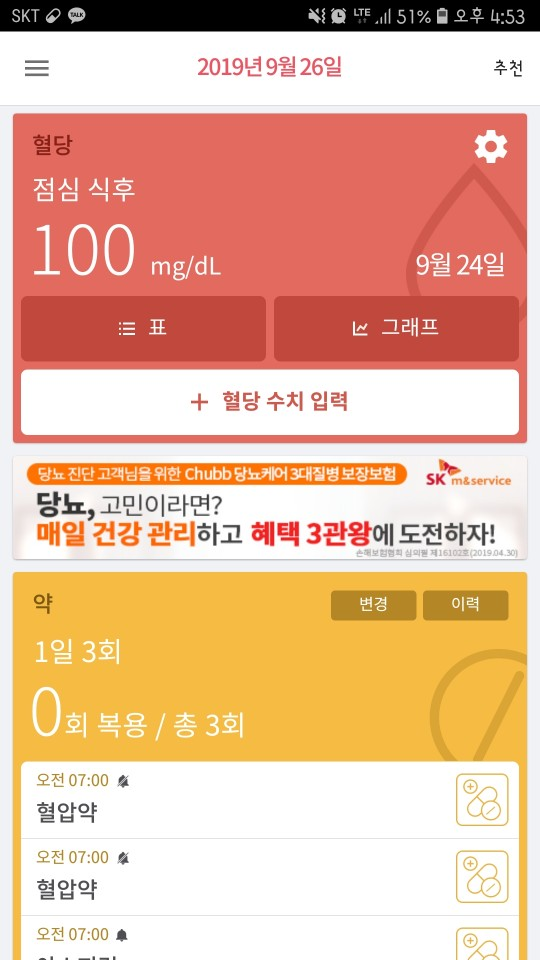 SKT TALK LTE 51% 오후 4:53
2019년 9월 26일 추천
혈당
점심 식후
100 mg/dL 9월 24일
표 그래프
+ 혈당 수치 입력
당뇨 진단 고객님을 위한 Chubb 당뇨케어 3대질병 보장보험 SK m&service
당뇨, 고민이라면?
매일 건강 관리하고 혜택 3관왕에 도전하자!
손해보험협회 심의필 제16102호(2019.04.30)
약 변경 이력
1일 3회
0회 복용 / 총 3회
오전 07:00
혈압약
오전 07:00
혈압약
오전 07:00